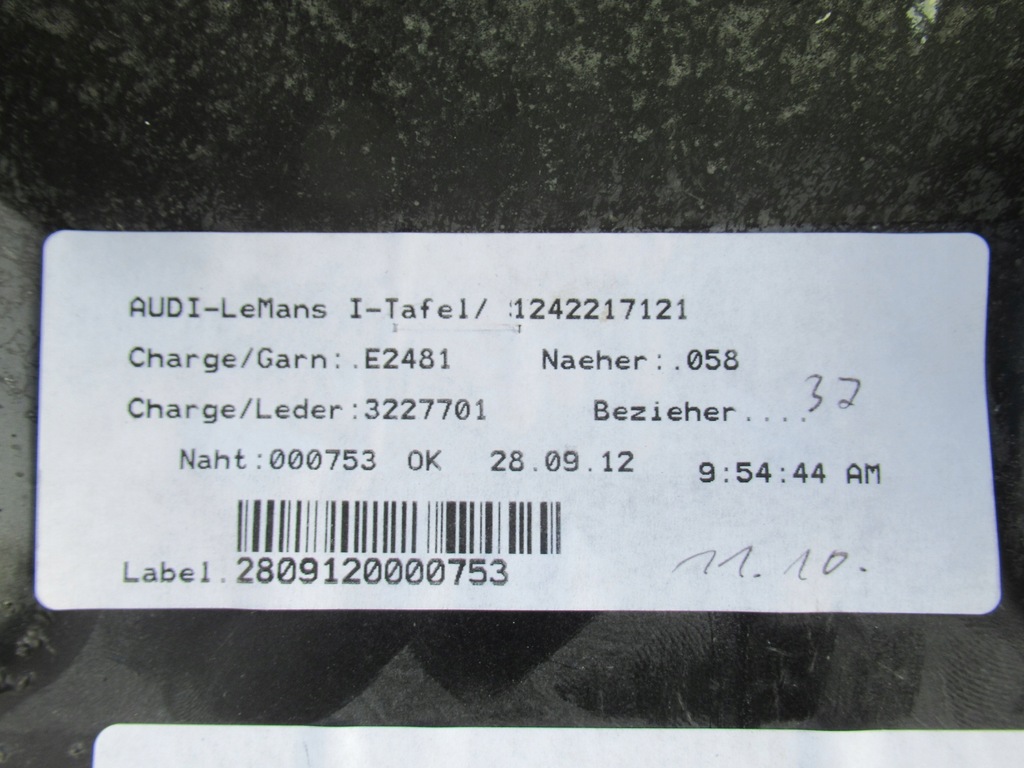 AUDI-LeMans I-Tafel/ 1242217121
Charge/Garn:.E2481 Naeher:.058
Charge/Leder:3227701 Bezieher.... 32
Naht:000753 OK 28.09.12 9:54:44 AM
Label.2809120000753
11.10.